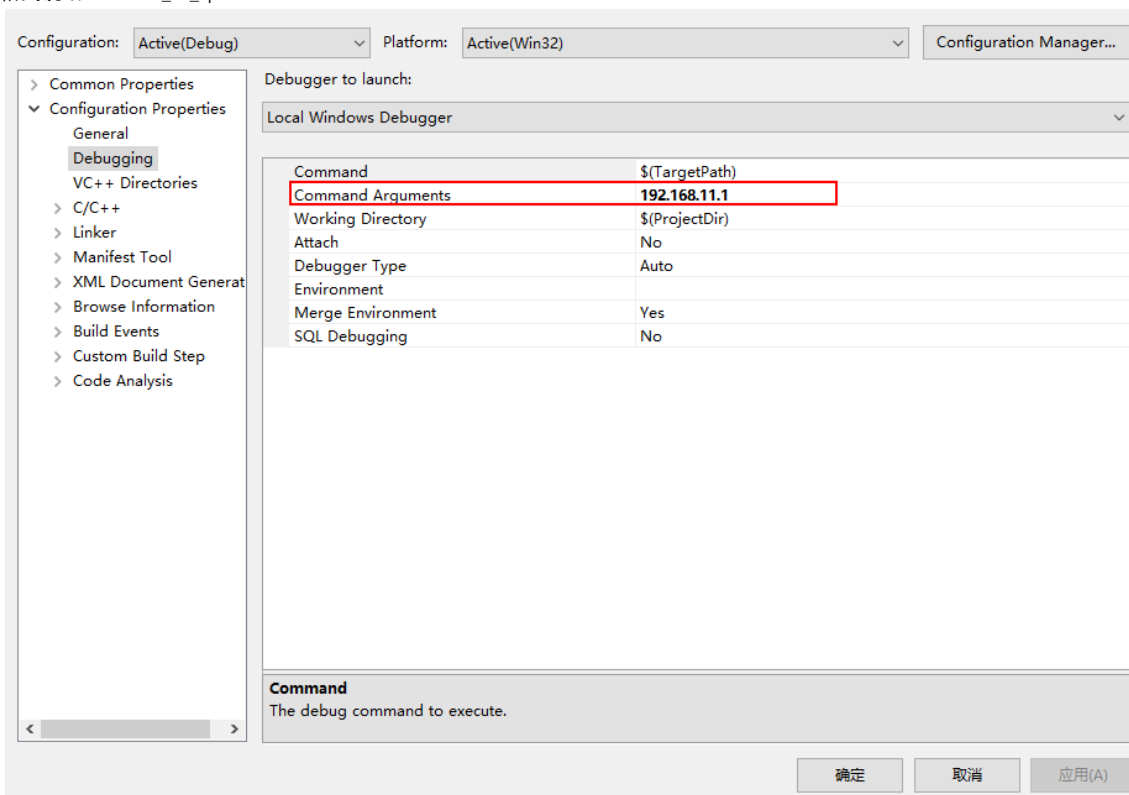 Configuration: Active(Debug) Platform: Active(Win32) Configuration Manager...
Common Properties
Configuration Properties
General
Debugging
VC++ Directories
C/C++
Linker
Manifest Tool
XML Document Generat
Browse Information
Build Events
Custom Build Step
Code Analysis
Debugger to launch:
Local Windows Debugger
Command $(TargetPath)
Command Arguments 192.168.11.1
Working Directory $(ProjectDir)
Attach No
Debugger Type Auto
Environment
Merge Environment Yes
SQL Debugging No
Command
The debug command to execute.
确定 取消 应用(A)